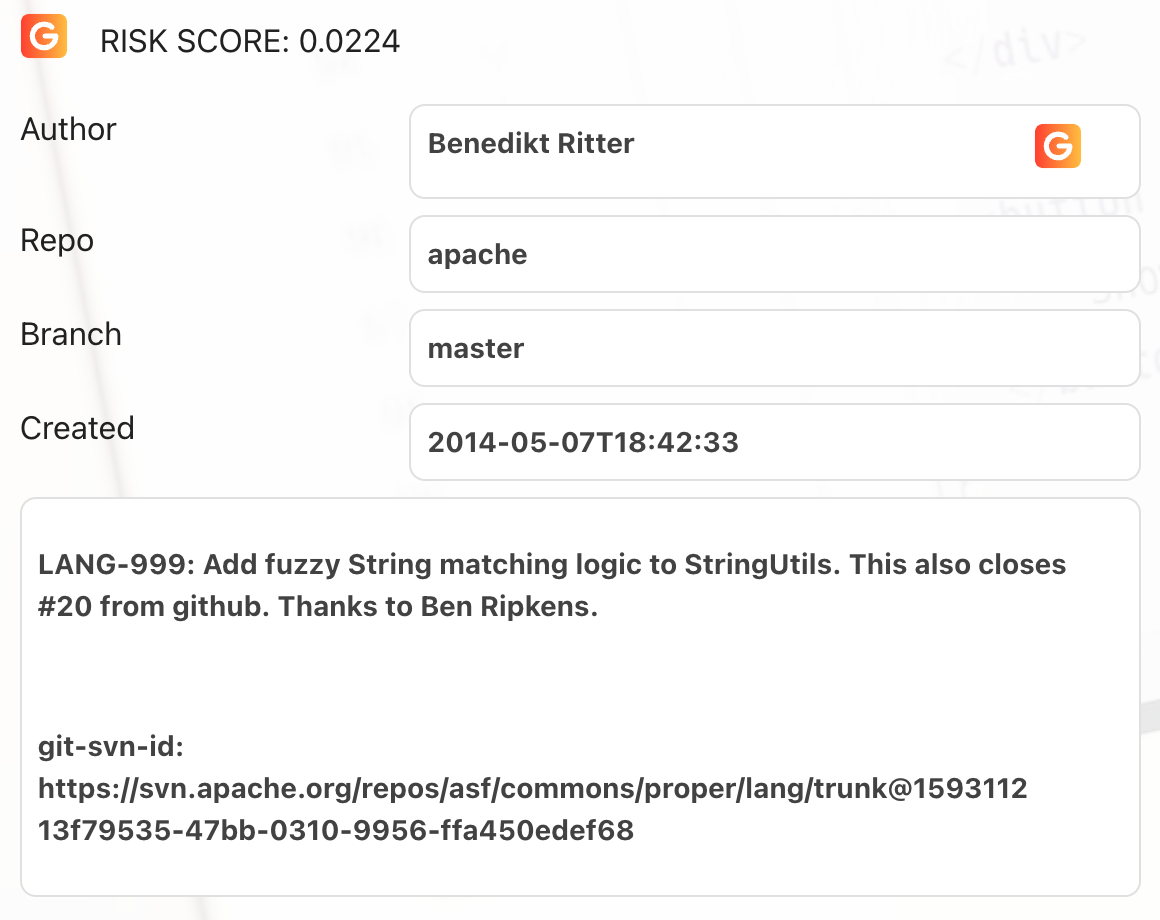 G RISK SCORE: 0.0224
</div>
Author
Benedikt Ritter G
button
Repo
apache
Branch
master
Created
2014-05-07T18:42:33
LANG-999: Add fuzzy String matching logic to StringUtils. This also closes
#20 from github. Thanks to Ben Ripkens.
git-svn-id:
https://svn.apache.org/repos/asf/commons/proper/lang/trunk@1593112
13f79535-47bb-0310-9956-ffa450edef68